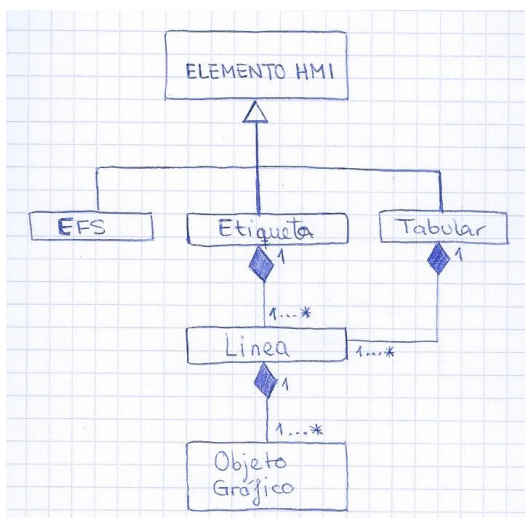 ELEMENTO HMI
EFS
Etiqueta
Tabular
1
1
1...*
Linea
1...*
1
1...*
Objeto
Gráfico